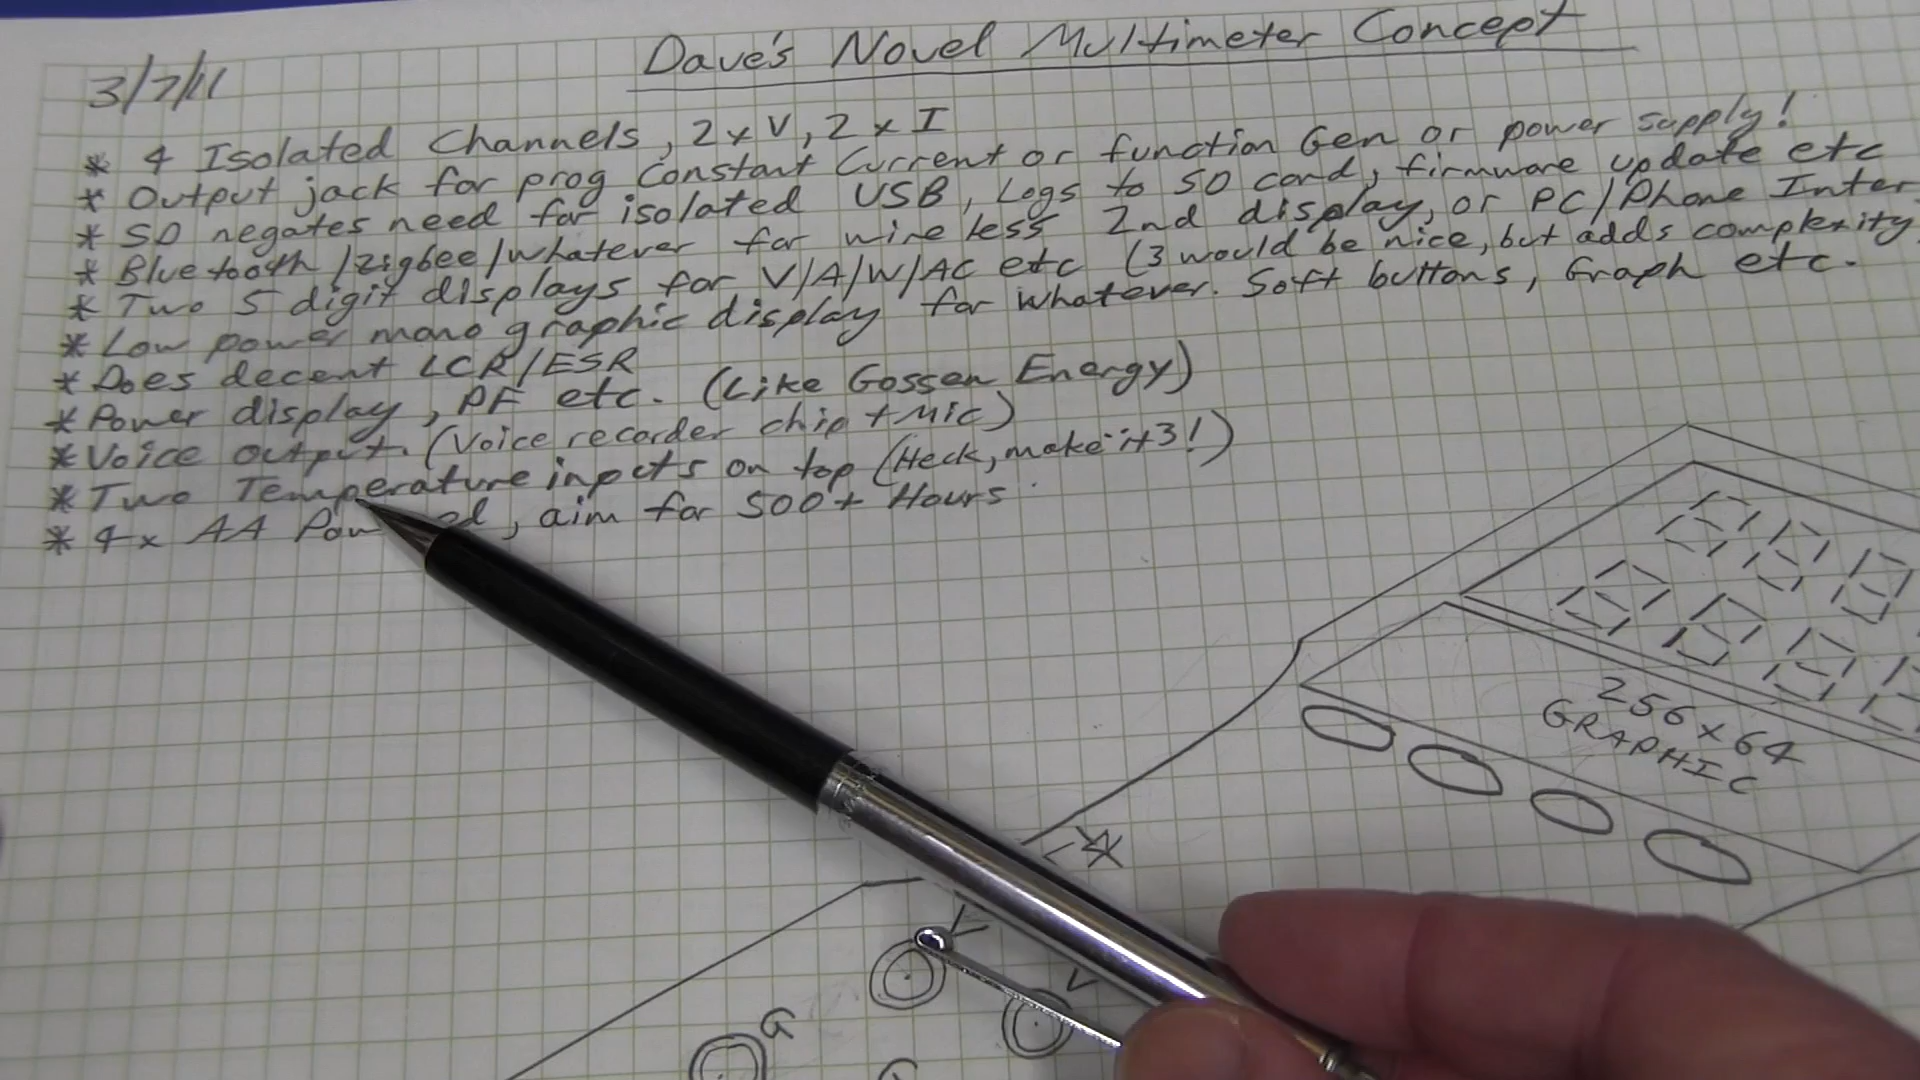 Dave's Novel Multimeter Concept
3/7/11
* 4 Isolated Channels, 2xV, 2xI
* Output jack for prog Constant Current or function Gen or power supply!
* SD negates need for isolated USB, Logs to SD card, firmware update etc
* Bluetooth/zigbee/whatever for wireless 2nd display, or PC/Phone Inter
* Two 5 digit displays for V/A/W/AC etc (3 would be nice, but adds complexity
* Low power mono graphic display for whatever. Soft buttons, Graph etc.
* Does decent LCR/ESR
* Power display, PF etc. (Like Gossen Energy)
* Voice output. (Voice recorder chip + Mic)
* Two Temperature inputs on top (Heck, make it 3!)
* 4x AA Pow ed, aim for 500+ Hours
256x64
GRAPHIC
V
G